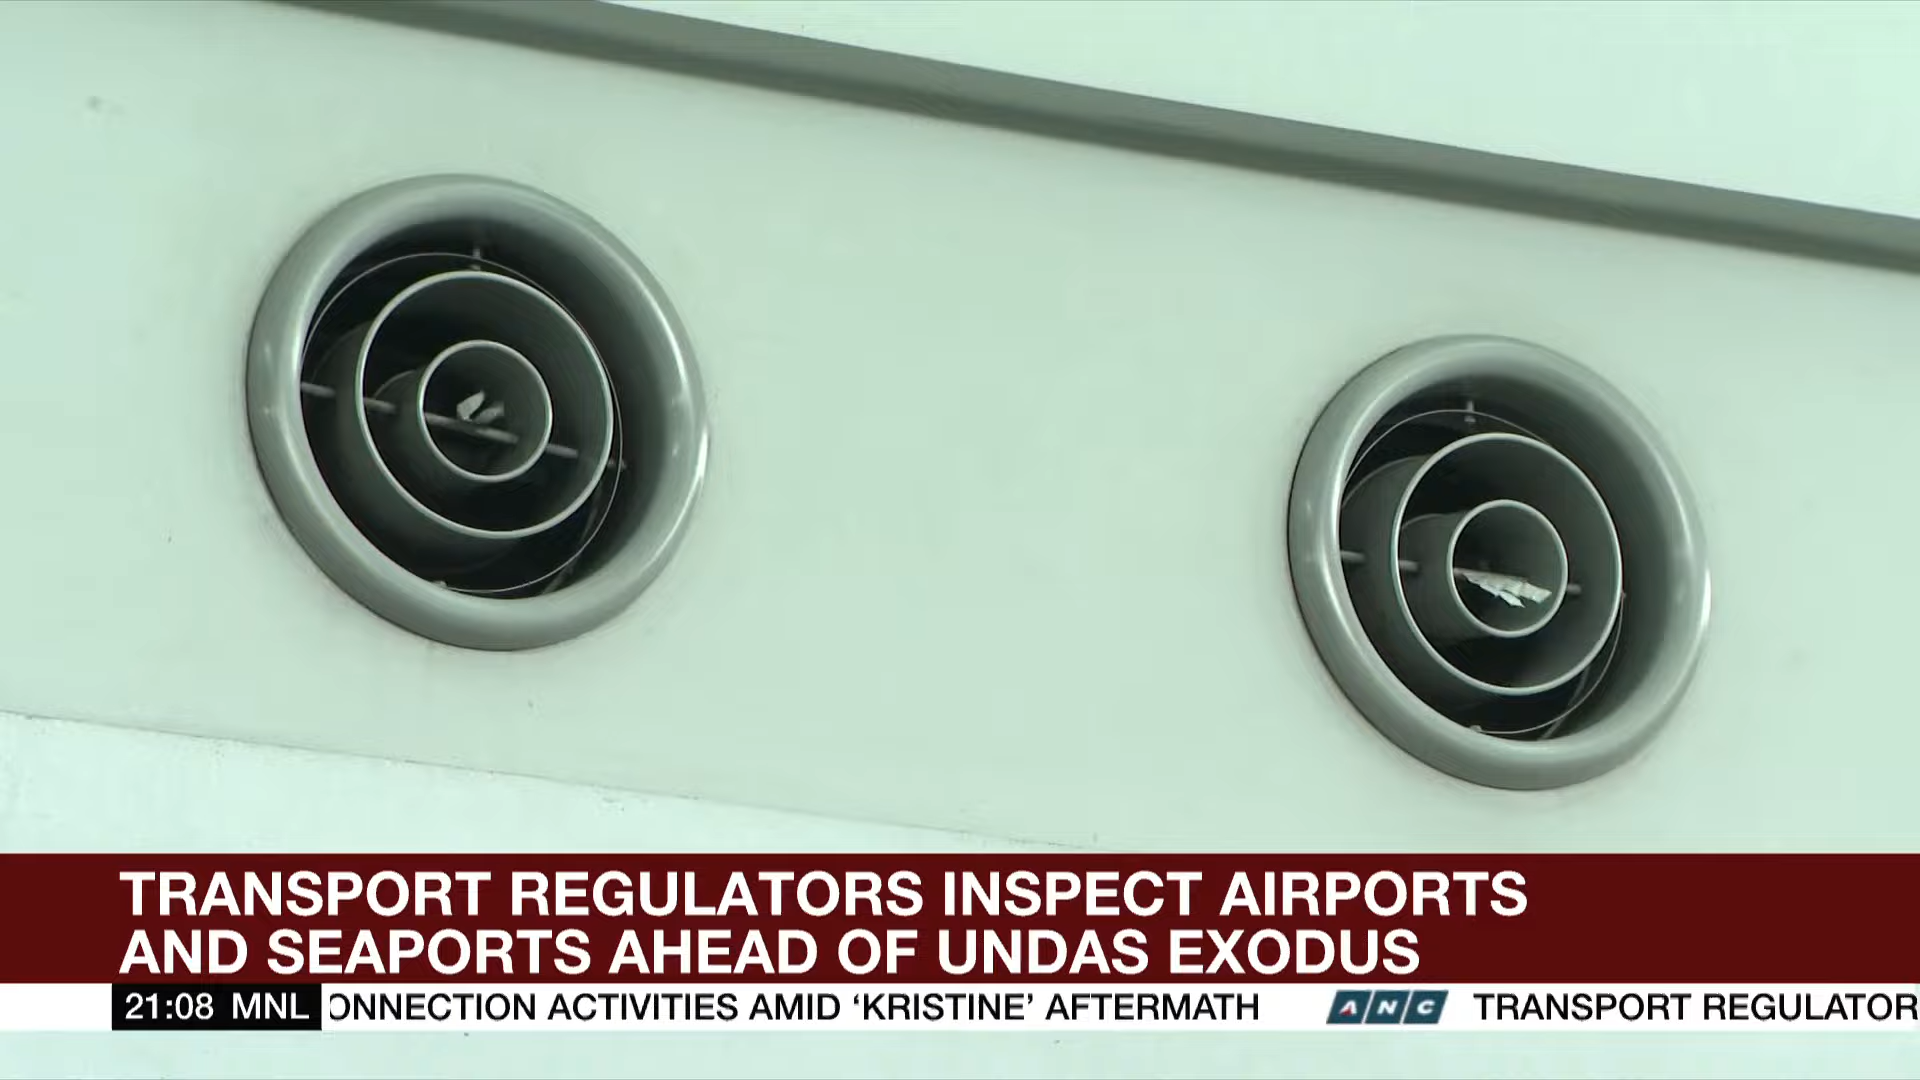 TRANSPORT REGULATORS INSPECT AIRPORTS
AND SEAPORTS AHEAD OF UNDAS EXODUS
21:08 MNL ONNECTION ACTIVITIES AMID ‘KRISTINE’ AFTERMATH ANC TRANSPORT REGULATOR